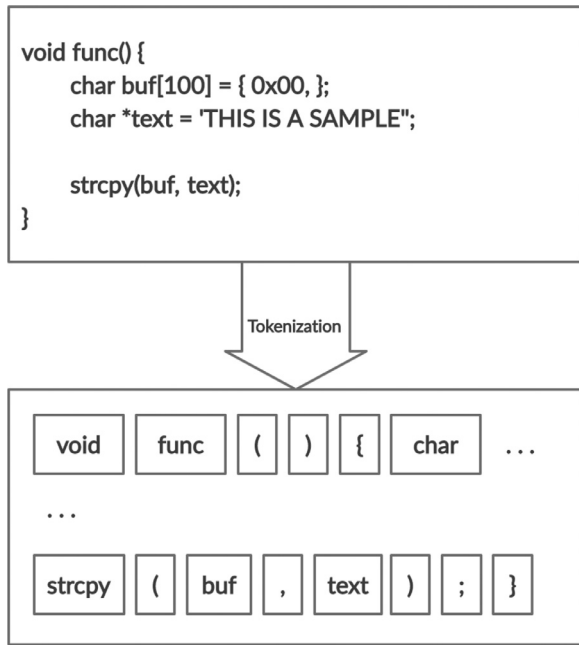 void func() {
char buf[100] = { 0x00, };
char *text = 'THIS IS A SAMPLE";
strcpy(buf, text);
}
Tokenization
void func ( ) { char ...
...
strcpy ( buf , text ) ; }